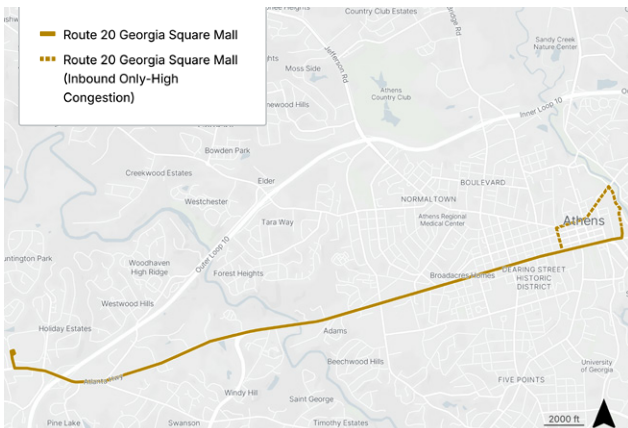 Country Club Estates
Route 20 Georgia Square Mall
Route 20 Georgia Square Mall
(Inbound Only-High
Congestion)
Jefferson Rd
Moss Side
Sandy Creek
Nature Center
Athens
Country Club
Inner Loop 10
Bowden Park
Creekwood Estates
Elder
Westchester
BOULEVARD
NORMALTOWN
Tara Way
Athens Regional
Medical Center
Athens
Outer Loop 10
Woodhaven
High Ridge
Forest Heights
Broadacres Homes
DEARING STREET
HISTORIC
DISTRICT
Westwood Hills
Holiday Estates
Adams
Beechwood Hills
University
of Georgia
Atlanta Hwy
FIVE POINTS
Windy Hill
Saint George
Pine Lake
Swanson
Timothy Estates
2000 ft